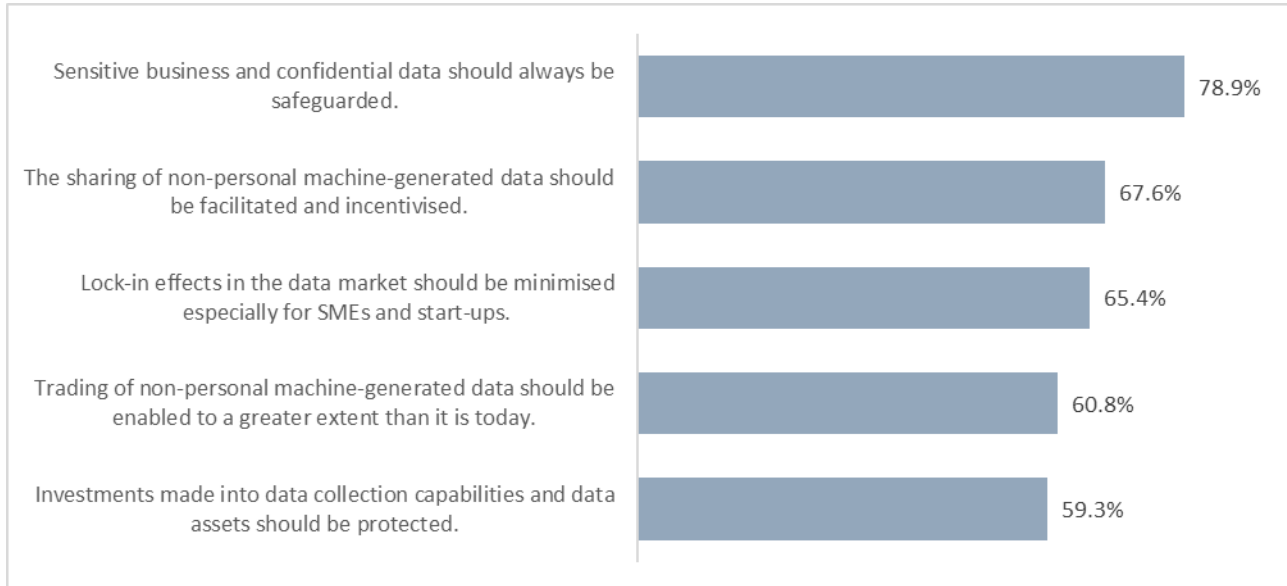 Sensitive business and confidential data should always be
safeguarded.
78.9%
The sharing of non-personal machine-generated data should
be facilitated and incentivised.
67.6%
Lock-in effects in the data market should be minimised
especially for SMEs and start-ups.
65.4%
Trading of non-personal machine-generated data should be
enabled to a greater extent than it is today.
60.8%
Investments made into data collection capabilities and data
assets should be protected.
59.3%